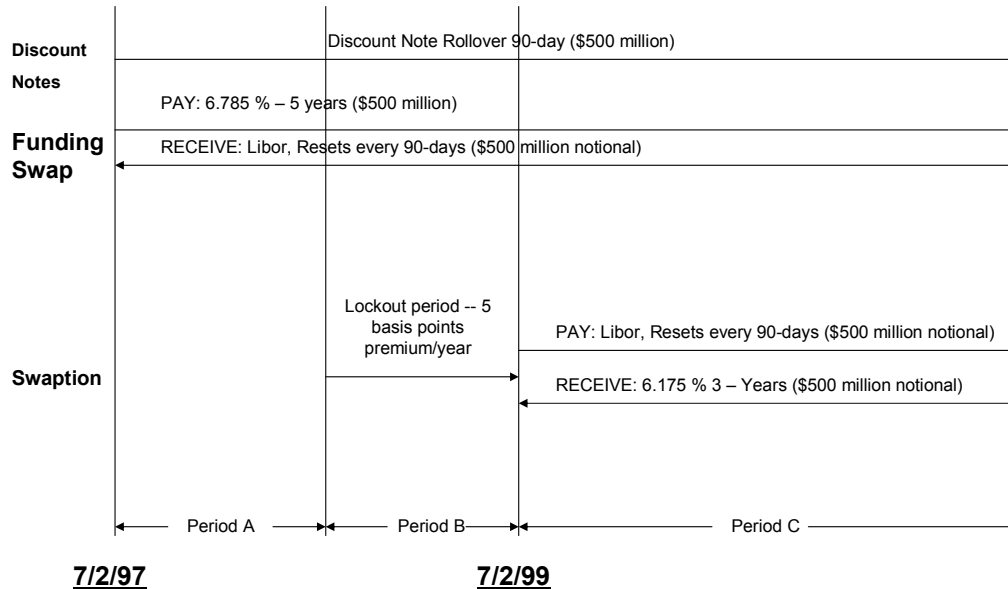 Discount Note Rollover 90-day ($500 million)
Discount
Notes
PAY: 6.785 % – 5 years ($500 million)
Funding
Swap
RECEIVE: Libor, Resets every 90-days ($500 million notional)
Lockout period -- 5
basis points
premium/year
PAY: Libor, Resets every 90-days ($500 million notional)
Swaption
RECEIVE: 6.175 % 3 – Years ($500 million notional)
Period A
Period B
Period C
7/2/97
7/2/99